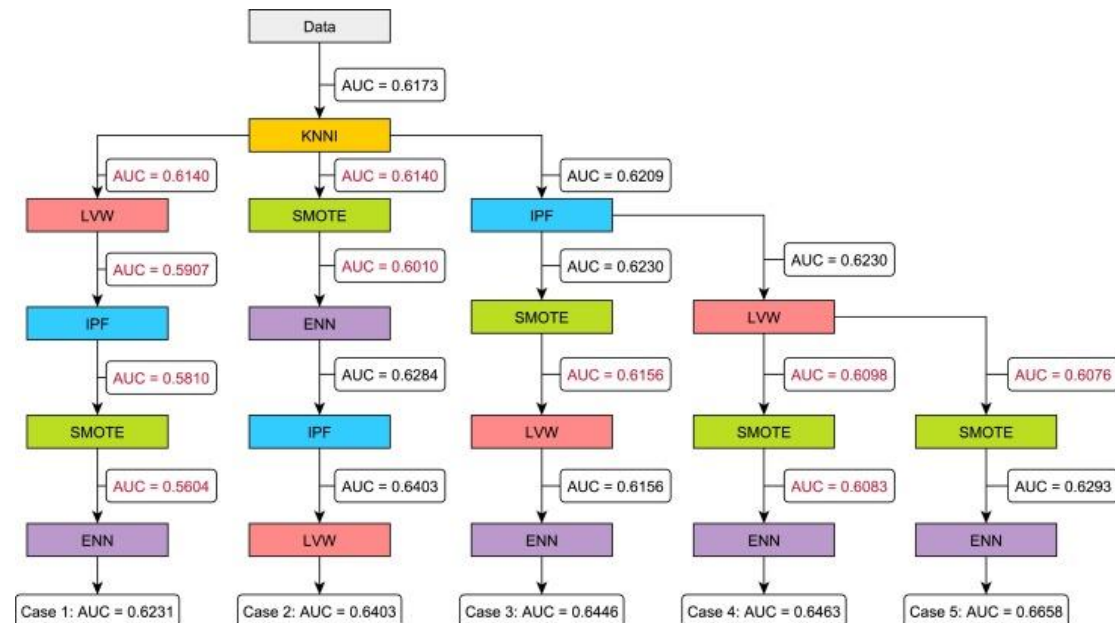 Data
AUC = 0.6173
KNNI
AUC = 0.6140
AUC = 0.6140
AUC = 0.6209
LVW
SMOTE
IPF
AUC = 0.5907
AUC = 0.6010
AUC = 0.6230
AUC = 0.6230
IPF
ENN
SMOTE
LVW
AUC = 0.5810
AUC = 0.6284
AUC = 0.6156
AUC = 0.6098
AUC = 0.6076
SMOTE
IPF
LVW
SMOTE
SMOTE
AUC = 0.5604
AUC = 0.6403
AUC = 0.6156
AUC = 0.6083
AUC = 0.6293
ENN
LVW
ENN
ENN
ENN
Case 1: AUC = 0.6231
Case 2: AUC = 0.6403
Case 3: AUC = 0.6446
Case 4: AUC = 0.6463
Case 5: AUC = 0.6658